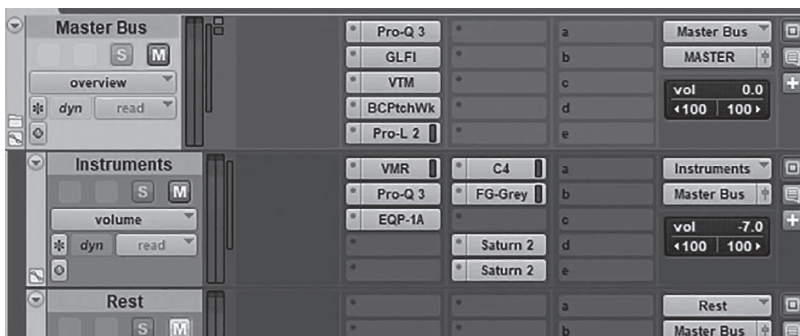 Master Bus Pro-Q 3 a Master Bus
S M GLFI b MASTER
overview VTM c vol 0.0
dyn read BCPtchWk d 100 100
Pro-L 2 e
Instruments VMR C4 a Instruments
S M Pro-Q 3 FG-Grey b Master Bus
volume EQP-1A c vol -7.0
dyn read Saturn 2 d 100 100
Saturn 2 e
Rest a Rest
S M b Master Bus